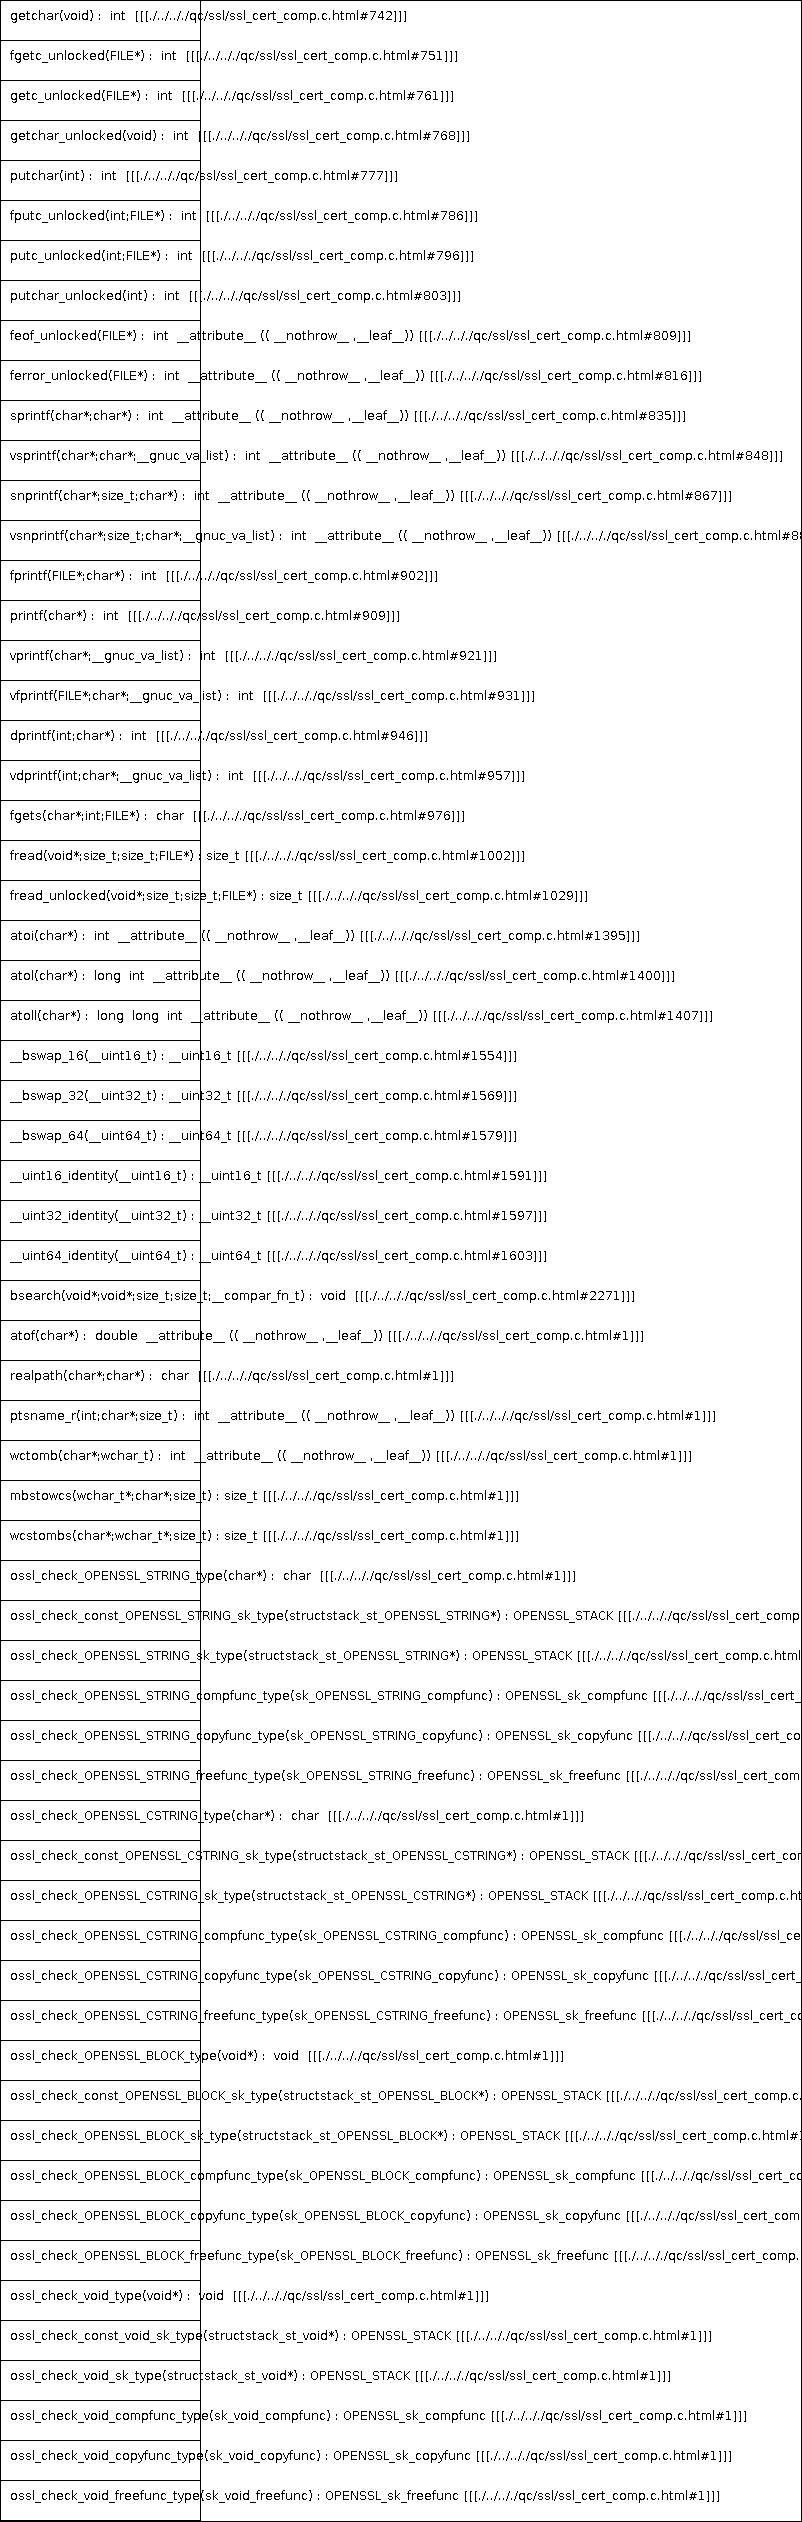 getchar(void) : int [[[./../.././qc/ssl/ssl_cert_comp.c.html#742]]]
fgetc_unlocked(FILE*) : int [[[./../.././qc/ssl/ssl_cert_comp.c.html#751]]]
getc_unlocked(FILE*) : int [[[./../.././qc/ssl/ssl_cert_comp.c.html#761]]]
getchar_unlocked(void) : int [[[./../.././qc/ssl/ssl_cert_comp.c.html#768]]]
putchar(int) : int [[[./../.././qc/ssl/ssl_cert_comp.c.html#777]]]
fputc_unlocked(int;FILE*) : int [[[./../.././qc/ssl/ssl_cert_comp.c.html#786]]]
putc_unlocked(int;FILE*) : int [[[./../.././qc/ssl/ssl_cert_comp.c.html#796]]]
putchar_unlocked(int) : int [[[./../.././qc/ssl/ssl_cert_comp.c.html#803]]]
feof_unlocked(FILE*) : int __attribute__ (( __nothrow__ ,__leaf__)) [[[./../.././qc/ssl/ssl_cert_comp.c.html#809]]]
ferror_unlocked(FILE*) : int __attribute__ (( __nothrow__ ,__leaf__)) [[[./../.././qc/ssl/ssl_cert_comp.c.html#816]]]
sprintf(char*;char*) : int __attribute__ (( __nothrow__ ,__leaf__)) [[[./../.././qc/ssl/ssl_cert_comp.c.html#835]]]
vsprintf(char*;char*;__gnuc_va_list) : int __attribute__ (( __nothrow__ ,__leaf__)) [[[./../.././qc/ssl/ssl_cert_comp.c.html#848]]]
snprintf(char*;size_t;char*) : int __attribute__ (( __nothrow__ ,__leaf__)) [[[./../.././qc/ssl/ssl_cert_comp.c.html#867]]]
vsnprintf(char*;size_t;char*;__gnuc_va_list) : int __attribute__ (( __nothrow__ ,__leaf__)) [[[./../.././qc/ssl/ssl_cert_comp.c.html#8
fprintf(FILE*;char*) : int [[[./../.././qc/ssl/ssl_cert_comp.c.html#902]]]
printf(char*) : int [[[./../.././qc/ssl/ssl_cert_comp.c.html#909]]]
vprintf(char*;__gnuc_va_list) : int [[[./../.././qc/ssl/ssl_cert_comp.c.html#921]]]
vfprintf(FILE*;char*;__gnuc_va_list) : int [[[./../.././qc/ssl/ssl_cert_comp.c.html#931]]]
dprintf(int;char*) : int [[[./../.././qc/ssl/ssl_cert_comp.c.html#946]]]
vdprintf(int;char*;__gnuc_va_list) : int [[[./../.././qc/ssl/ssl_cert_comp.c.html#957]]]
fgets(char*;int;FILE*) : char [[[./../.././qc/ssl/ssl_cert_comp.c.html#976]]]
fread(void*;size_t;size_t;FILE*) : size_t [[[./../.././qc/ssl/ssl_cert_comp.c.html#1002]]]
fread_unlocked(void*;size_t;size_t;FILE*) : size_t [[[./../.././qc/ssl/ssl_cert_comp.c.html#1029]]]
atoi(char*) : int __attribute__ (( __nothrow__ ,__leaf__)) [[[./../.././qc/ssl/ssl_cert_comp.c.html#1395]]]
atol(char*) : long int __attribute__ (( __nothrow__ ,__leaf__)) [[[./../.././qc/ssl/ssl_cert_comp.c.html#1400]]]
atoll(char*) : long long int __attribute__ (( __nothrow__ ,__leaf__)) [[[./../.././qc/ssl/ssl_cert_comp.c.html#1407]]]
__bswap_16(__uint16_t) : __uint16_t [[[./../.././qc/ssl/ssl_cert_comp.c.html#1554]]]
__bswap_32(__uint32_t) : __uint32_t [[[./../.././qc/ssl/ssl_cert_comp.c.html#1569]]]
__bswap_64(__uint64_t) : __uint64_t [[[./../.././qc/ssl/ssl_cert_comp.c.html#1579]]]
__uint16_identity(__uint16_t) : __uint16_t [[[./../.././qc/ssl/ssl_cert_comp.c.html#1591]]]
__uint32_identity(__uint32_t) : __uint32_t [[[./../.././qc/ssl/ssl_cert_comp.c.html#1597]]]
__uint64_identity(__uint64_t) : __uint64_t [[[./../.././qc/ssl/ssl_cert_comp.c.html#1603]]]
bsearch(void*;void*;size_t;size_t;__compar_fn_t) : void [[[./../.././qc/ssl/ssl_cert_comp.c.html#2271]]]
atof(char*) : double __attribute__ (( __nothrow__ ,__leaf__)) [[[./../.././qc/ssl/ssl_cert_comp.c.html#1]]]
realpath(char*;char*) : char [[[./../.././qc/ssl/ssl_cert_comp.c.html#1]]]
ptsname_r(int;char*;size_t) : int __attribute__ (( __nothrow__ ,__leaf__)) [[[./../.././qc/ssl/ssl_cert_comp.c.html#1]]]
wctomb(char*;wchar_t) : int __attribute__ (( __nothrow__ ,__leaf__)) [[[./../.././qc/ssl/ssl_cert_comp.c.html#1]]]
mbstowcs(wchar_t*;char*;size_t) : size_t [[[./../.././qc/ssl/ssl_cert_comp.c.html#1]]]
wcstombs(char*;wchar_t*;size_t) : size_t [[[./../.././qc/ssl/ssl_cert_comp.c.html#1]]]
ossl_check_OPENSSL_STRING_type(char*) : char [[[./../.././qc/ssl/ssl_cert_comp.c.html#1]]]
ossl_check_const_OPENSSL_STRING_sk_type(structstack_st_OPENSSL_STRING*) : OPENSSL_STACK [[[./../.././qc/ssl/ssl_cert_comp
ossl_check_OPENSSL_STRING_sk_type(structstack_st_OPENSSL_STRING*) : OPENSSL_STACK [[[./../.././qc/ssl/ssl_cert_comp.c.html
ossl_check_OPENSSL_STRING_compfunc_type(sk_OPENSSL_STRING_compfunc) : OPENSSL_sk_compfunc [[[./../.././qc/ssl/ssl_cert_
ossl_check_OPENSSL_STRING_copyfunc_type(sk_OPENSSL_STRING_copyfunc) : OPENSSL_sk_copyfunc [[[./../.././qc/ssl/ssl_cert_co
ossl_check_OPENSSL_STRING_freefunc_type(sk_OPENSSL_STRING_freefunc) : OPENSSL_sk_freefunc [[[./../.././qc/ssl/ssl_cert_com
ossl_check_OPENSSL_CSTRING_type(char*) : char [[[./../.././qc/ssl/ssl_cert_comp.c.html#1]]]
ossl_check_const_OPENSSL_CSTRING_sk_type(structstack_st_OPENSSL_CSTRING*) : OPENSSL_STACK [[[./../.././qc/ssl/ssl_cert_com
ossl_check_OPENSSL_CSTRING_sk_type(structstack_st_OPENSSL_CSTRING*) : OPENSSL_STACK [[[./../.././qc/ssl/ssl_cert_comp.c.ht
ossl_check_OPENSSL_CSTRING_compfunc_type(sk_OPENSSL_CSTRING_compfunc) : OPENSSL_sk_compfunc [[[./../.././qc/ssl/ssl_ce
ossl_check_OPENSSL_CSTRING_copyfunc_type(sk_OPENSSL_CSTRING_copyfunc) : OPENSSL_sk_copyfunc [[[./../.././qc/ssl/ssl_cert_
ossl_check_OPENSSL_CSTRING_freefunc_type(sk_OPENSSL_CSTRING_freefunc) : OPENSSL_sk_freefunc [[[./../.././qc/ssl/ssl_cert_co
ossl_check_OPENSSL_BLOCK_type(void*) : void [[[./../.././qc/ssl/ssl_cert_comp.c.html#1]]]
ossl_check_const_OPENSSL_BLOCK_sk_type(structstack_st_OPENSSL_BLOCK*) : OPENSSL_STACK [[[./../.././qc/ssl/ssl_cert_comp.c.
ossl_check_OPENSSL_BLOCK_sk_type(structstack_st_OPENSSL_BLOCK*) : OPENSSL_STACK [[[./../.././qc/ssl/ssl_cert_comp.c.html#1
ossl_check_OPENSSL_BLOCK_compfunc_type(sk_OPENSSL_BLOCK_compfunc) : OPENSSL_sk_compfunc [[[./../.././qc/ssl/ssl_cert_co
ossl_check_OPENSSL_BLOCK_copyfunc_type(sk_OPENSSL_BLOCK_copyfunc) : OPENSSL_sk_copyfunc [[[./../.././qc/ssl/ssl_cert_com
ossl_check_OPENSSL_BLOCK_freefunc_type(sk_OPENSSL_BLOCK_freefunc) : OPENSSL_sk_freefunc [[[./../.././qc/ssl/ssl_cert_comp.
ossl_check_void_type(void*) : void [[[./../.././qc/ssl/ssl_cert_comp.c.html#1]]]
ossl_check_const_void_sk_type(structstack_st_void*) : OPENSSL_STACK [[[./../.././qc/ssl/ssl_cert_comp.c.html#1]]]
ossl_check_void_sk_type(structstack_st_void*) : OPENSSL_STACK [[[./../.././qc/ssl/ssl_cert_comp.c.html#1]]]
ossl_check_void_compfunc_type(sk_void_compfunc) : OPENSSL_sk_compfunc [[[./../.././qc/ssl/ssl_cert_comp.c.html#1]]]
ossl_check_void_copyfunc_type(sk_void_copyfunc) : OPENSSL_sk_copyfunc [[[./../.././qc/ssl/ssl_cert_comp.c.html#1]]]
ossl_check_void_freefunc_type(sk_void_freefunc) : OPENSSL_sk_freefunc [[[./../.././qc/ssl/ssl_cert_comp.c.html#1]]]